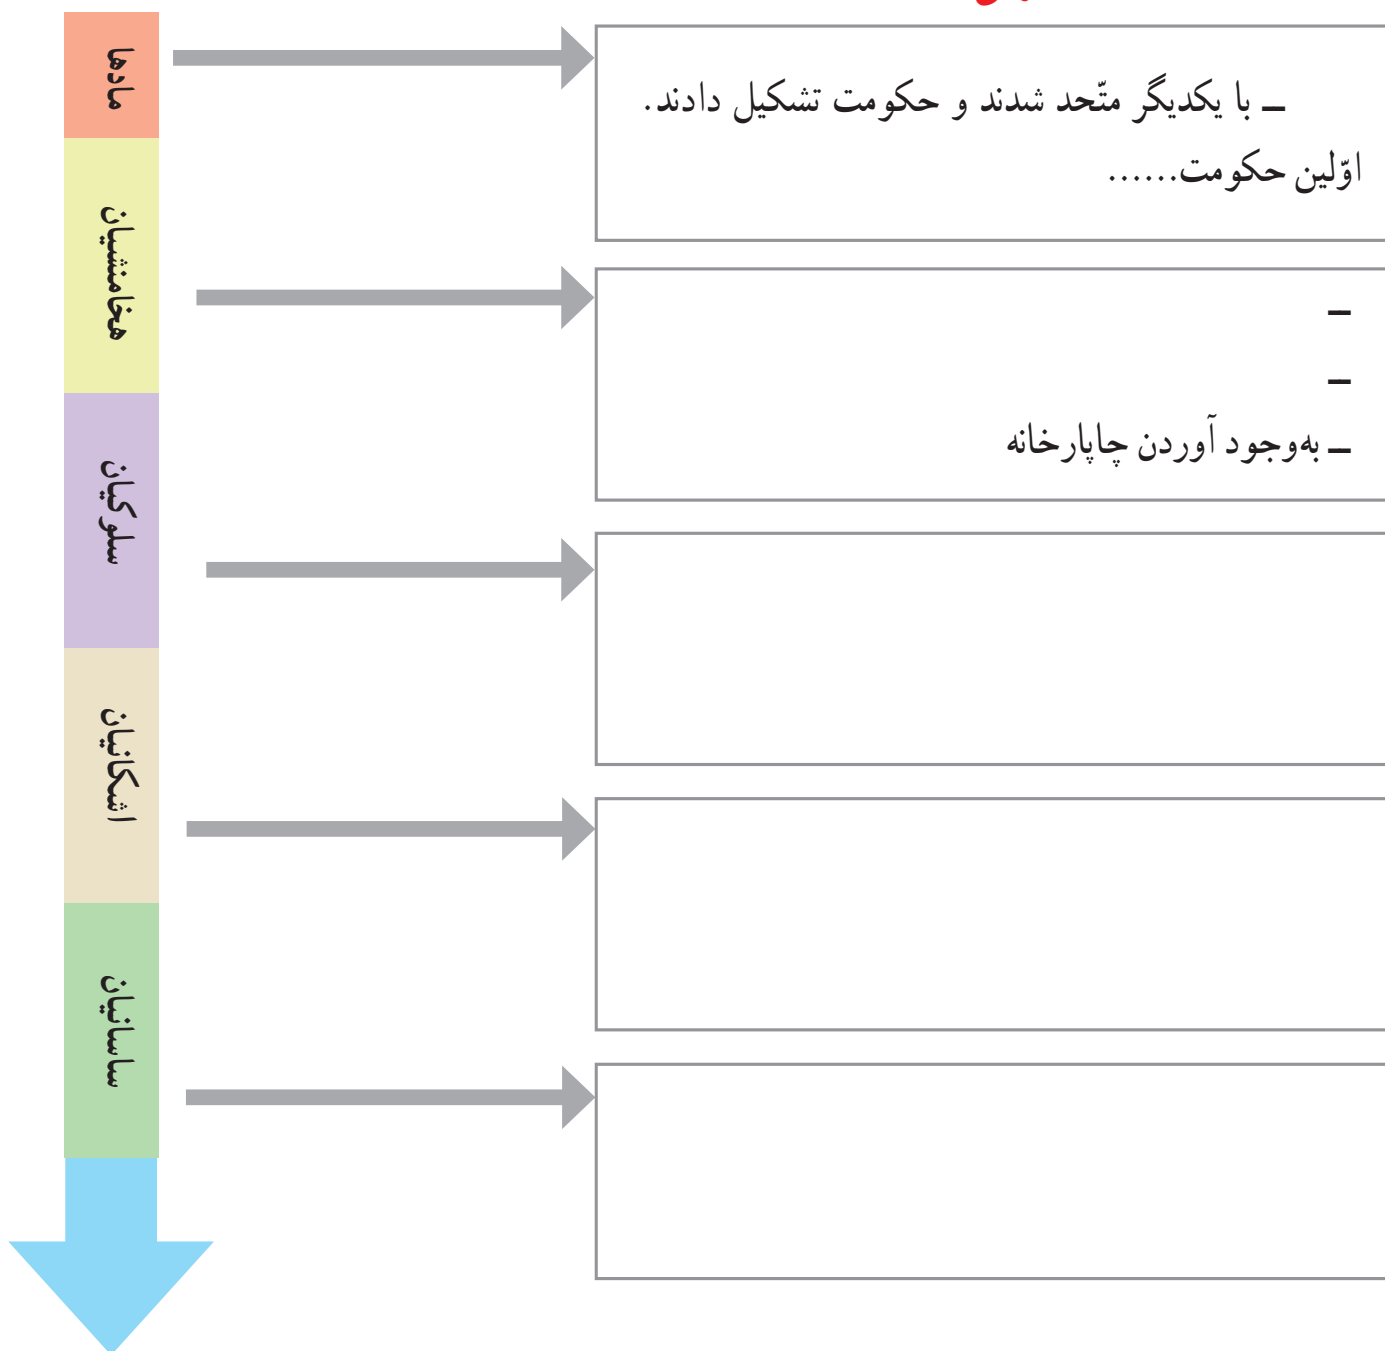 مادها
ـ با یکدیگر متّحد شدند و حکومت تشکیل دادند.
اوّلین حکومت......
هخامنشیان
ـ
ـ
ـ به‌وجود آوردن چاپارخانه
سلوکیان
اشکانیان
ساسانیان